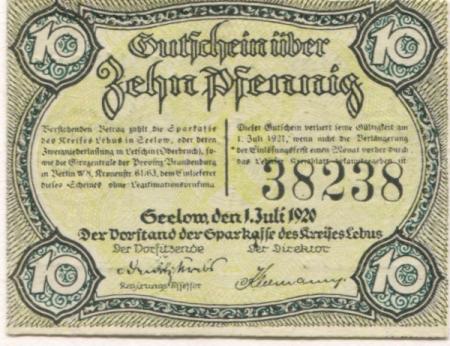 10 10
Gutschein über
Zehn Pfennig
Vorstehenden Betrag zahlt die Sparkasse
des Kreises Lebus in Seelow, oder deren
Zweigniederlassung in Letschin (Oderbruch), so-
wie die Girozentrale der Provinz Brandenburg
in Berlin W 8, Kronenstr. 61/63, dem Einlieferer
dieses Scheines ohne Legitimationsprüfung
Dieser Gutschein verliert seine Gültigkeit am
1. Juli 1921, wenn nicht die Verlängerung
der Einlösungsfrist einen Monat vorher durch
das Lebuser Kreisblatt bekanntgegeben ist
38238
Seelow, den 1. Juli 1920
Der Vorstand der Sparkasse des Kreises Lebus
Der Vorsitzende Der Direktor
Regierungs-Assessor
10 10